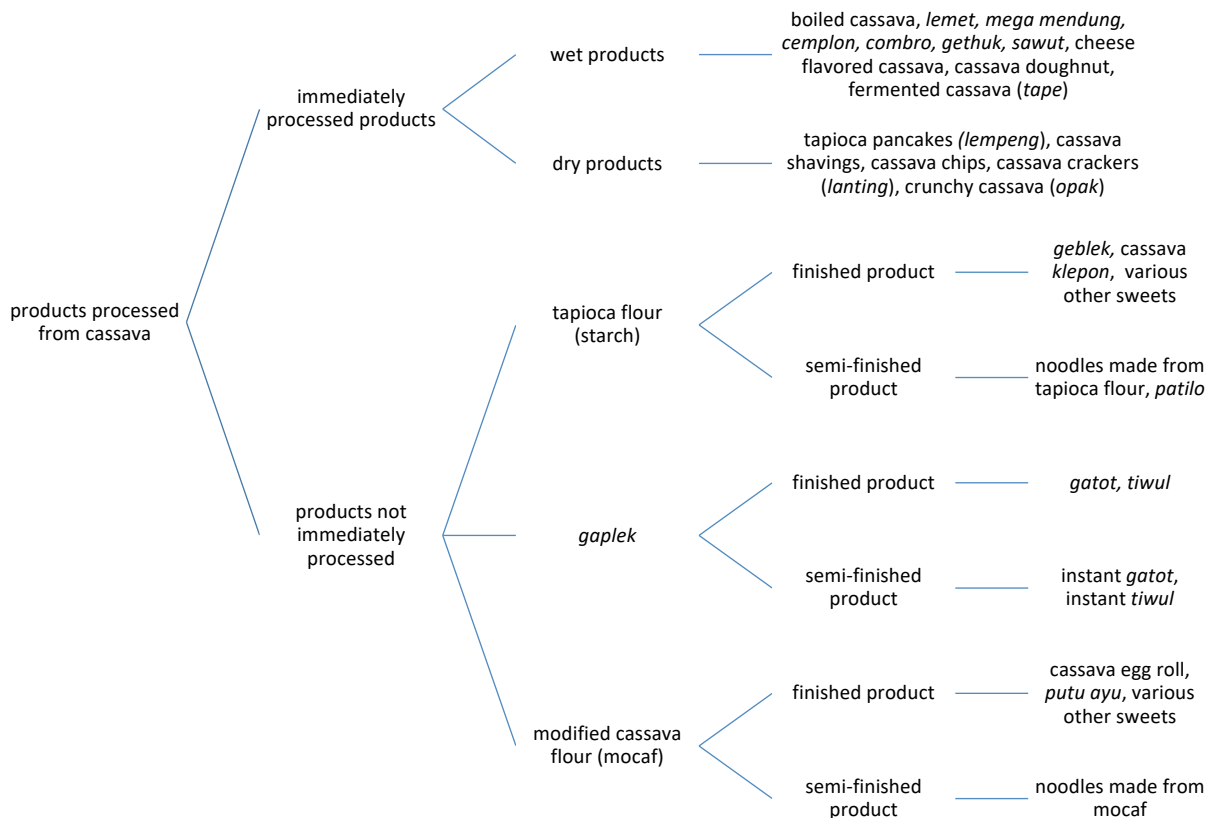 boiled cassava, lemet, mega mendung,
cemplon, combro, gethuk, sawut, cheese
flavored cassava, cassava doughnut,
fermented cassava (tape)
wet products
immediately
processed products
dry products
tapioca pancakes (lempeng), cassava
shavings, cassava chips, cassava crackers
(lanting), crunchy cassava (opak)
products processed
from cassava
tapioca flour
(starch)
finished product
geblek, cassava
klepon, various
other sweets
semi-finished
product
noodles made from
tapioca flour, patilo
products not
immediately
processed
gaplek
finished product
gatot, tiwul
semi-finished
product
instant gatot,
instant tiwul
modified cassava
flour (mocaf)
finished product
cassava egg roll,
putu ayu, various
other sweets
semi-finished
product
noodles made from
mocaf